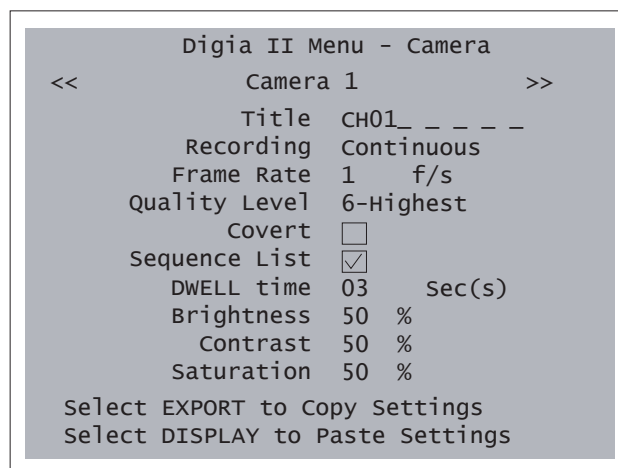 Digia II Menu - Camera
<< Camera 1 >>
Title CH01_ _ _ _ _
Recording Continuous
Frame Rate 1 f/s
Quality Level 6-Highest
Covert
Sequence List
DWELL time 03 Sec(s)
Brightness 50 %
Contrast 50 %
Saturation 50 %
Select EXPORT to Copy Settings
Select DISPLAY to Paste Settings